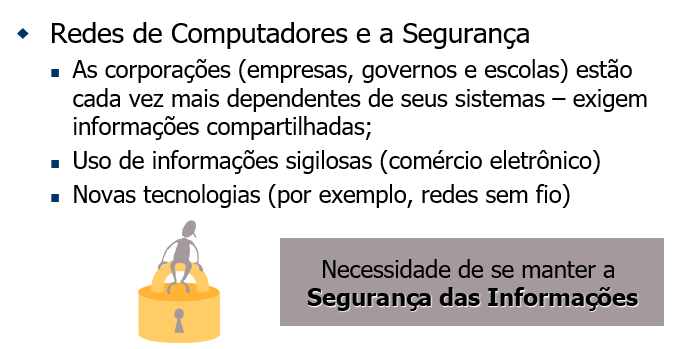 Redes de Computadores e a Segurança
As corporações (empresas, governos e escolas) estão
cada vez mais dependentes de seus sistemas – exigem
informações compartilhadas;
Uso de informações sigilosas (comércio eletrônico)
Novas tecnologias (por exemplo, redes sem fio)
Necessidade de se manter a
Segurança das Informações